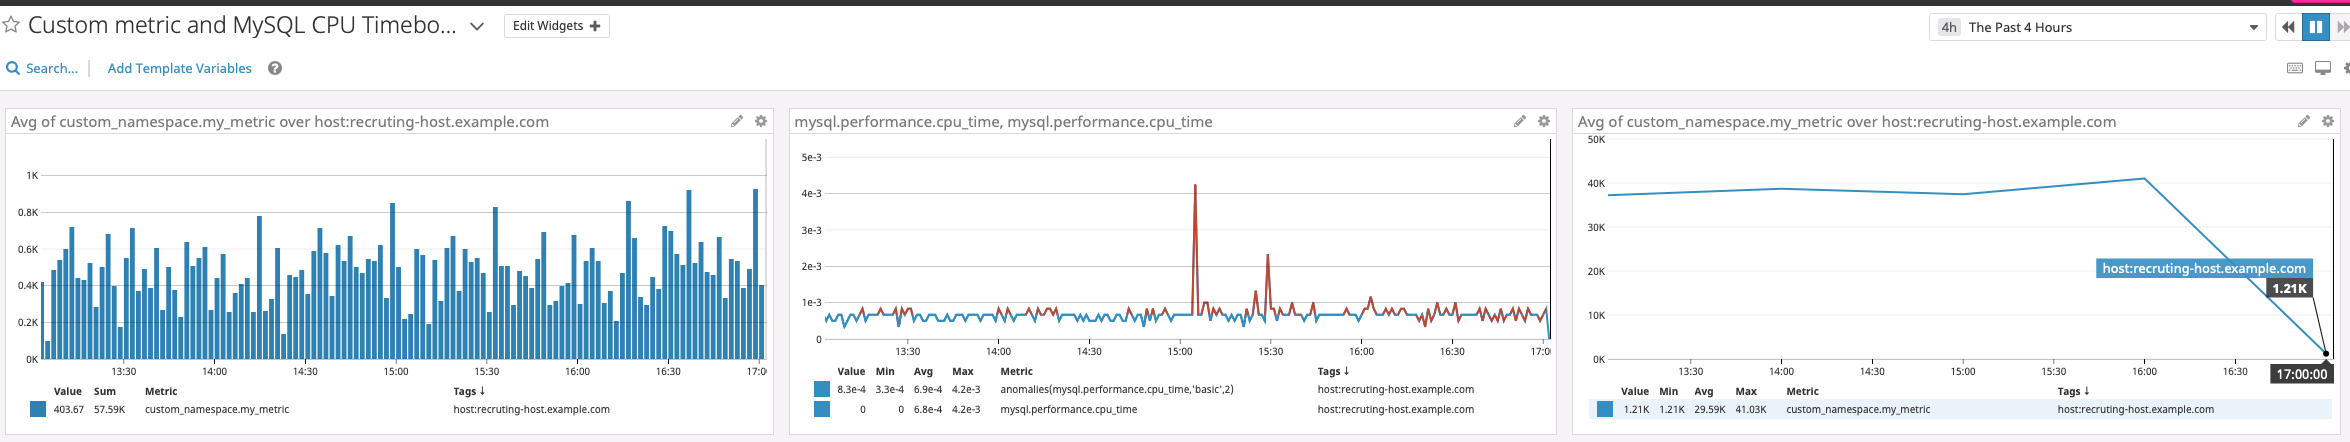 Custom metric and MySQL CPU Timebo...
Edit Widgets +
4h The Past 4 Hours
Search...
Add Template Variables
?
Avg of custom_namespace.my_metric over host:recruting-host.example.com
1K
0.8K
0.6K
0.4K
0.2K
0K
13:30 14:00 14:30 15:00 15:30 16:00 16:30 17:0
Value Sum Metric Tags ↓
403.67 57.59K custom_namespace.my_metric host:recruting-host.example.com
mysql.performance.cpu_time, mysql.performance.cpu_time
5e-3
4e-3
3e-3
2e-3
1e-3
0
13:30 14:00 14:30 15:00 15:30 16:00 16:30 17:0
Value Min Avg Max Metric Tags ↓
8.3e-4 3.3e-4 6.9e-4 4.2e-3 anomalies(mysql.performance.cpu_time,'basic',2) host:recruting-host.example.com
0 0 6.8e-4 4.2e-3 mysql.performance.cpu_time host:recruting-host.example.com
Avg of custom_namespace.my_metric over host:recruting-host.example.com
50K
40K
30K
20K
10K
0K
host:recruting-host.example.com
1.21K
13:30 14:00 14:30 15:00 15:30 16:00 16:30
17:00:00
Value Min Avg Max Metric Tags ↓
1.21K 1.21K 29.59K 41.03K custom_namespace.my_metric host:recruting-host.example.com